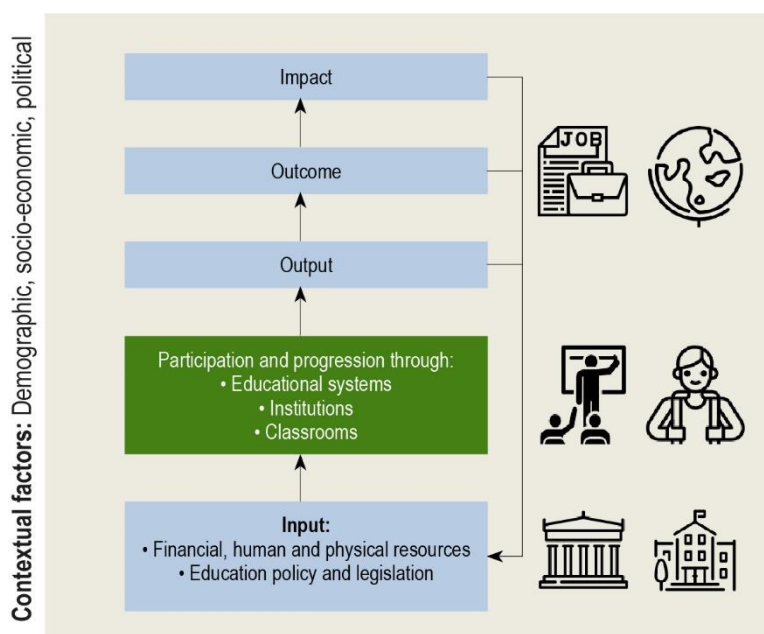 Contextual factors: Demographic, socio-economic, political
Impact
Outcome
Output
Participation and progression through:
• Educational systems
• Institutions
• Classrooms
Input:
• Financial, human and physical resources
• Education policy and legislation
JOB